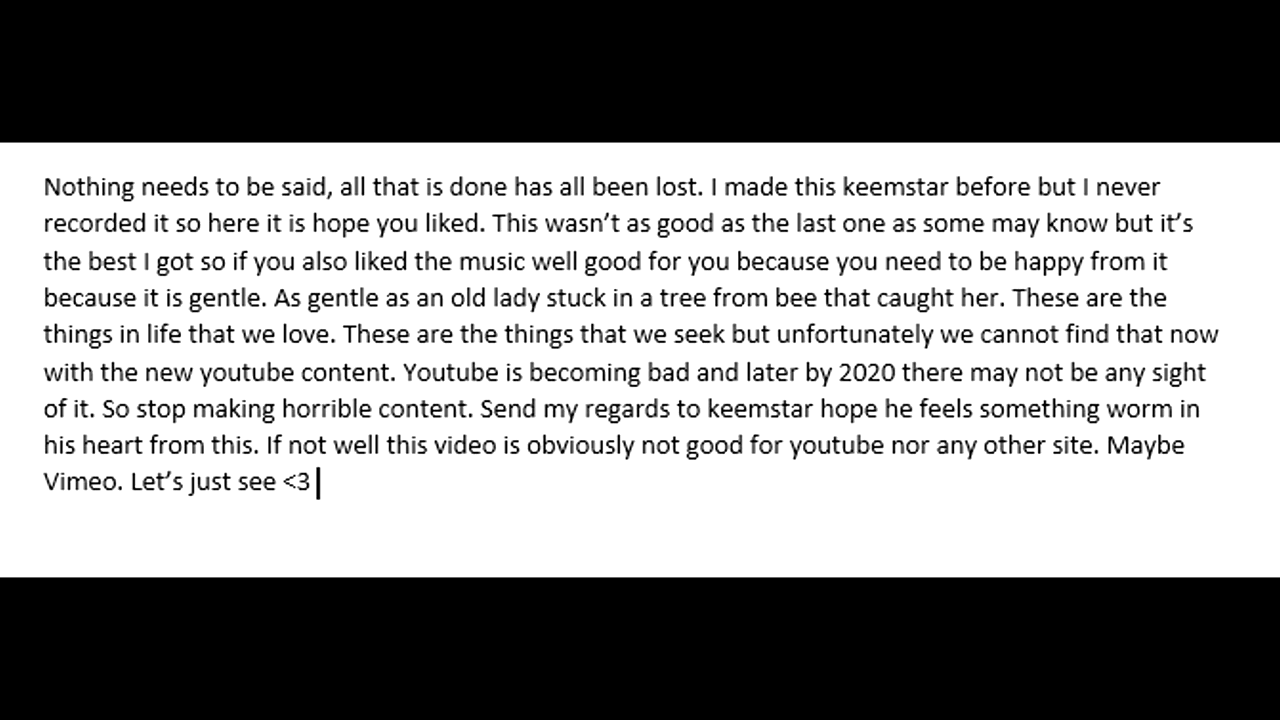 Nothing needs to be said, all that is done has all been lost. I made this keemstar before but I never
recorded it so here it is hope you liked. This wasn’t as good as the last one as some may know but it’s
the best I got so if you also liked the music well good for you because you need to be happy from it
because it is gentle. As gentle as an old lady stuck in a tree from bee that caught her. These are the
things in life that we love. These are the things that we seek but unfortunately we cannot find that now
with the new youtube content. Youtube is becoming bad and later by 2020 there may not be any sight
of it. So stop making horrible content. Send my regards to keemstar hope he feels something worm in
his heart from this. If not well this video is obviously not good for youtube nor any other site. Maybe
Vimeo. Let’s just see <3